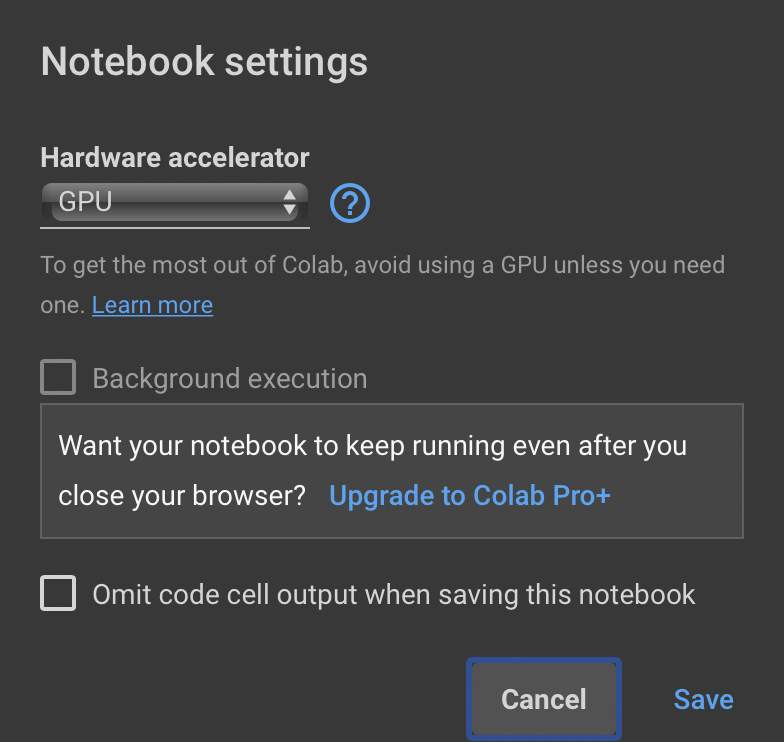 Notebook settings
Hardware accelerator
GPU
?
To get the most out of Colab, avoid using a GPU unless you need
one. Learn more
Background execution
Want your notebook to keep running even after you
close your browser? Upgrade to Colab Pro+
Omit code cell output when saving this notebook
Cancel Save